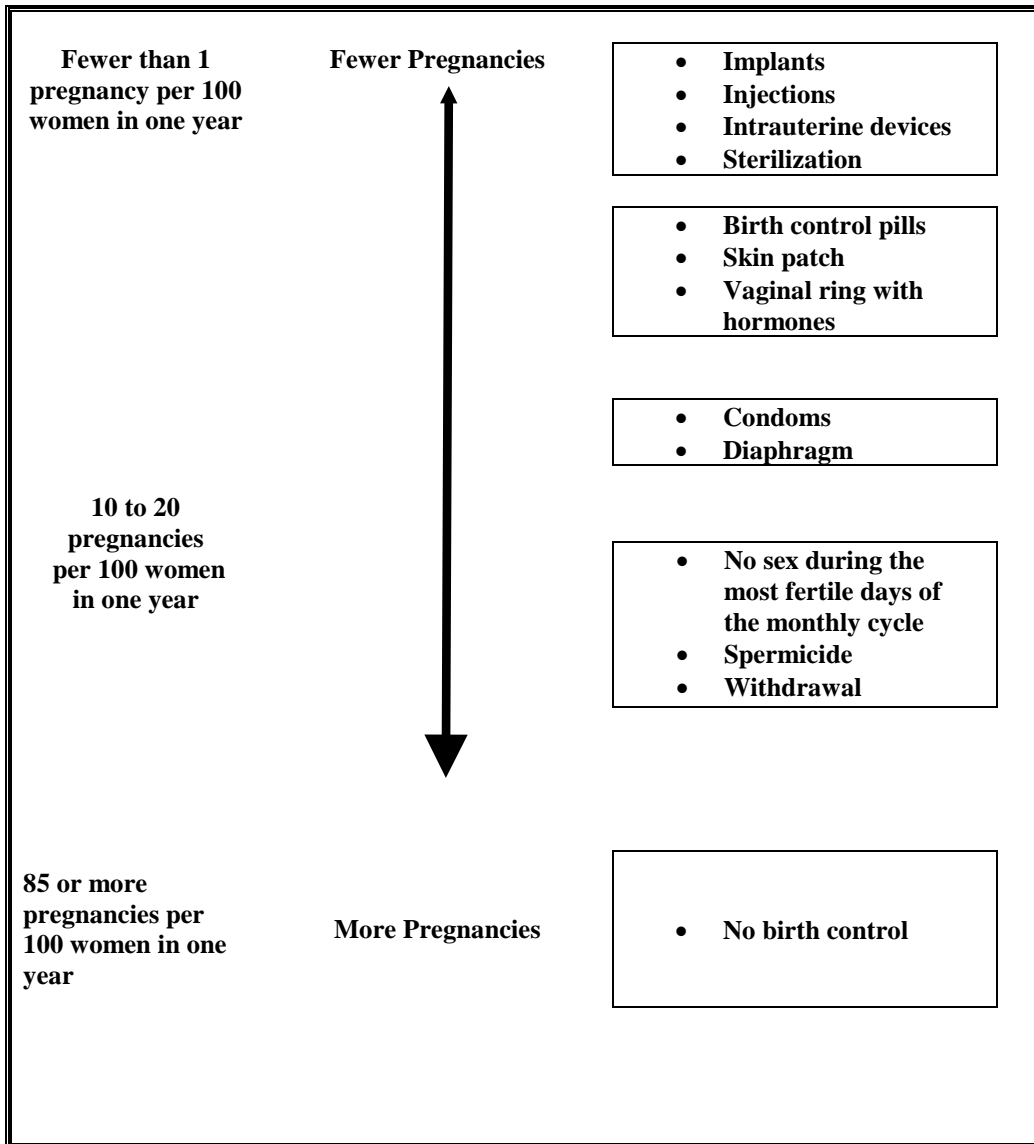 Fewer than 1
pregnancy per 100
women in one year
Fewer Pregnancies
• Implants
• Injections
• Intrauterine devices
• Sterilization
• Birth control pills
• Skin patch
• Vaginal ring with
hormones
• Condoms
• Diaphragm
10 to 20
pregnancies
per 100 women
in one year
• No sex during the
most fertile days of
the monthly cycle
• Spermicide
• Withdrawal
85 or more
pregnancies per
100 women in one
year
More Pregnancies
• No birth control